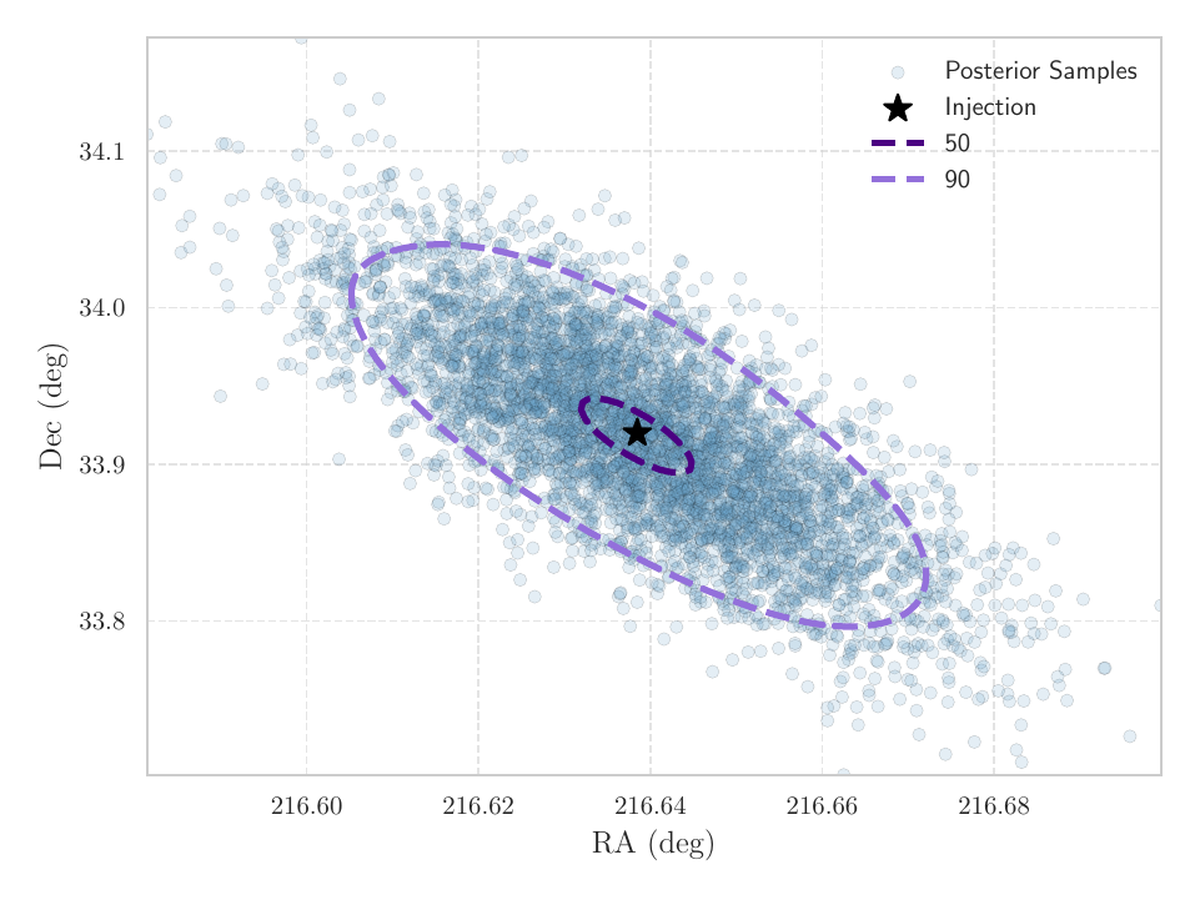 Posterior Samples
Injection
50
90
34.1
34.0
33.9
33.8
Dec (deg)
216.60 216.62 216.64 216.66 216.68
RA (deg)